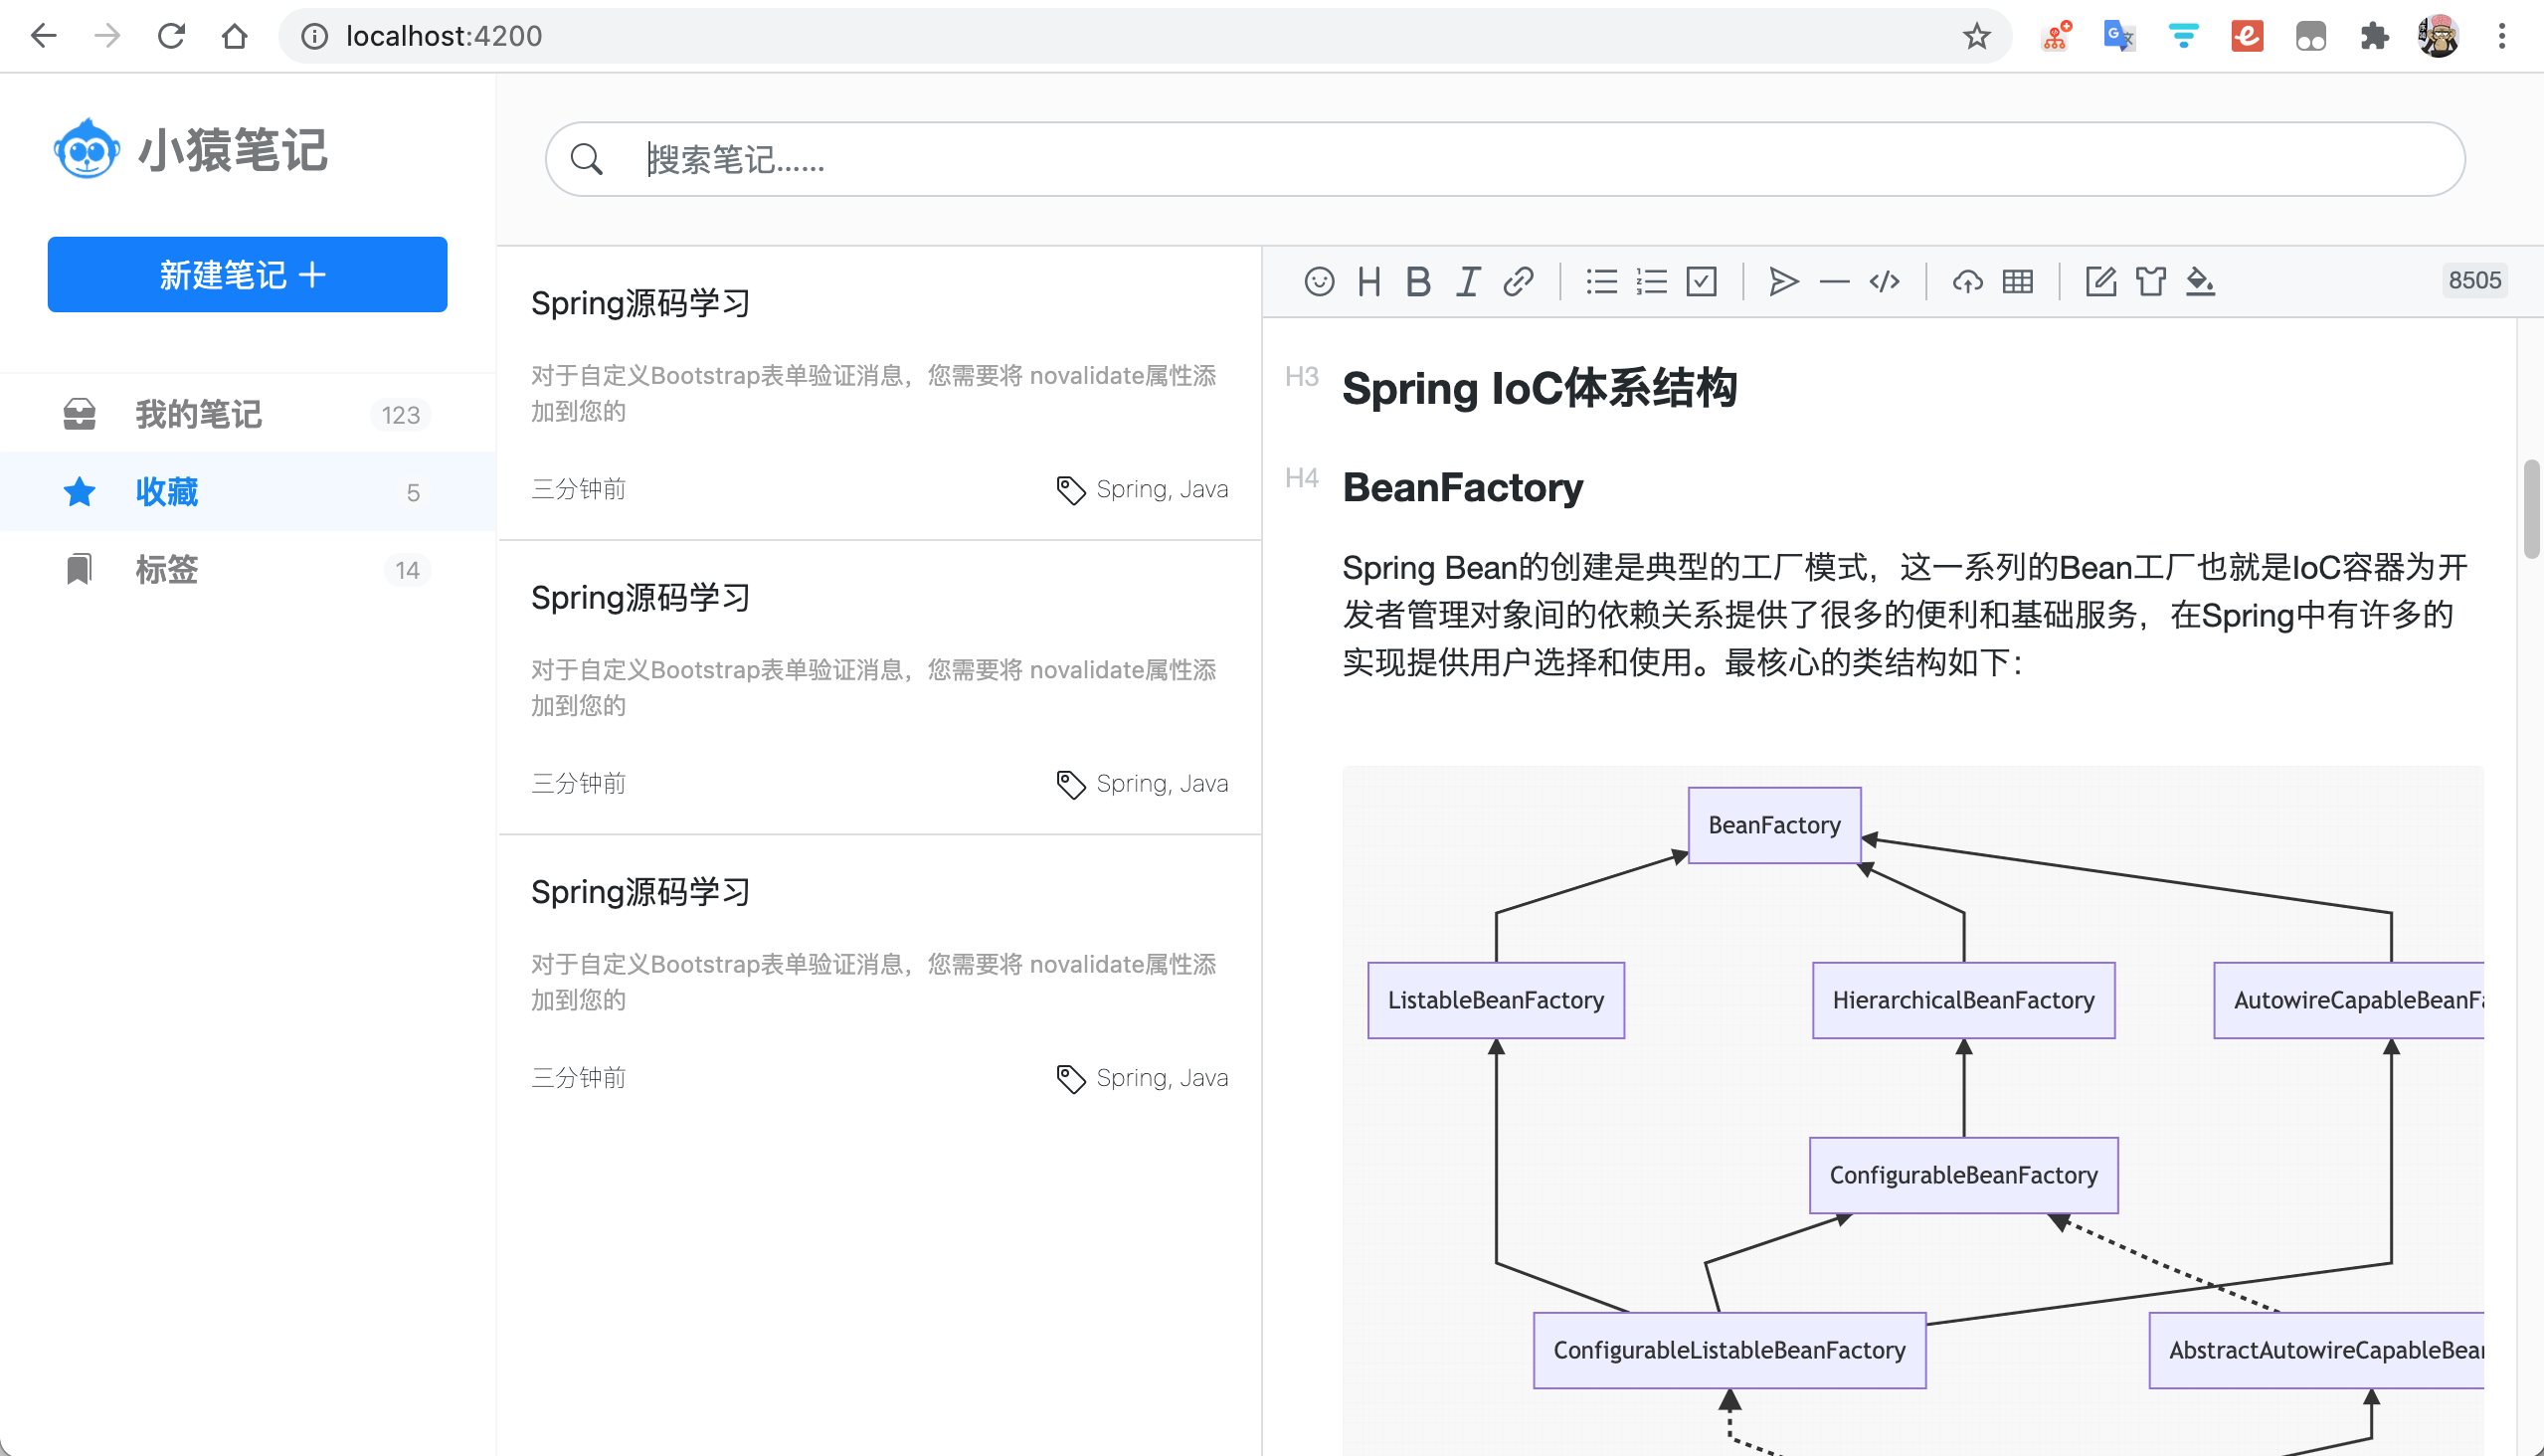 localhost:4200
小猿笔记
搜索笔记......
新建笔记
我的笔记 123
收藏 5
标签 14
Spring源码学习
对于自定义Bootstrap表单验证消息，您需要将 novalidate属性添
加到您的
三分钟前
Spring, Java
Spring源码学习
对于自定义Bootstrap表单验证消息，您需要将 novalidate属性添
加到您的
三分钟前
Spring, Java
Spring源码学习
对于自定义Bootstrap表单验证消息，您需要将 novalidate属性添
加到您的
三分钟前
Spring, Java
8505
H3 Spring IoC体系结构
H4 BeanFactory
Spring Bean的创建是典型的工厂模式，这一系列的Bean工厂也就是IoC容器为开
发者管理对象间的依赖关系提供了很多的便利和基础服务，在Spring中有许多的
实现提供用户选择和使用。最核心的类结构如下：
BeanFactory
ListableBeanFactory
HierarchicalBeanFactory
AutowireCapableBeanFa
ConfigurableBeanFactory
ConfigurableListableBeanFactory
AbstractAutowireCapableBean